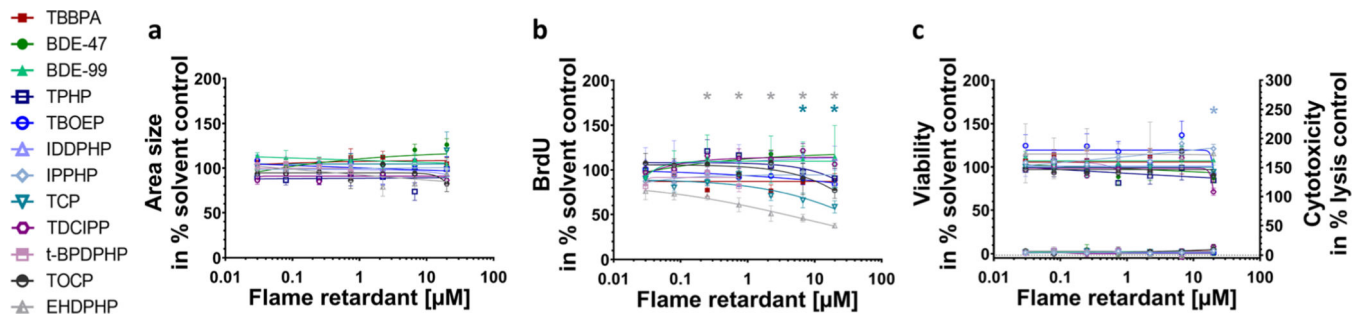 TBBPA
BDE-47
BDE-99
TPHP
TBOEP
IDDPHP
IPPHP
TCP
TDCIPP
t-BPDPHP
TOCP
EHDPHP
a
Area size
in % solvent control
200
150
100
50
0
0.01 0.1 1 10 100
Flame retardant [µM]
b
BrdU
in % solvent control
200
150
100
50
0
* * * * *
* *
0.01 0.1 1 10 100
Flame retardant [µM]
c
Viability
in % solvent control
200
150
100
50
0
*
0.01 0.1 1 10 100
Flame retardant [µM]
300
250
200
150
100
50
0
Cytotoxicity
in % lysis control